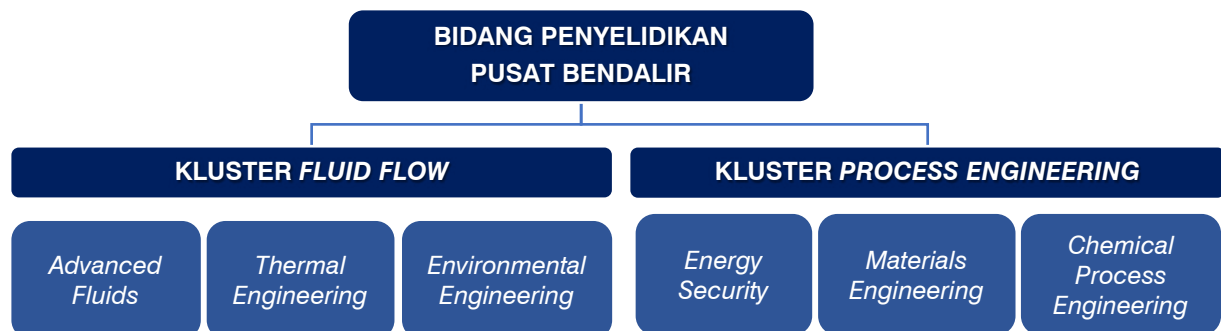 BIDANG PENYELIDIKAN
PUSAT BENDALIR
KLUSTER FLUID FLOW
KLUSTER PROCESS ENGINEERING
Advanced
Fluids
Thermal
Engineering
Environmental
Engineering
Energy
Security
Materials
Engineering
Chemical
Process
Engineering